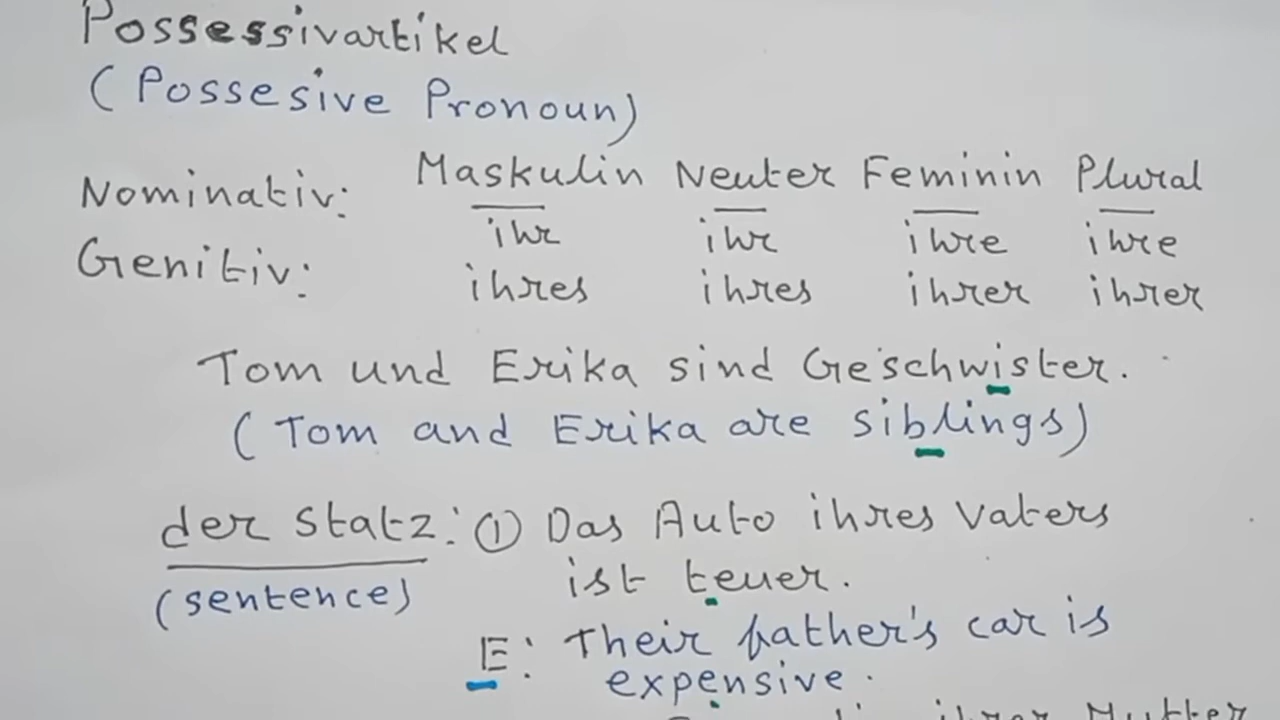 Possessivartikel
(Possesive Pronoun)
Maskulin Neuter Feminin Plural
Nominativ: ihr ihr ihre ihre
Genitiv: ihres ihres ihrer ihrer
Tom und Erika sind Geschwister.
(Tom and Erika are siblings)
der Statz: ① Das Auto ihres Vaters
ist teuer.
(sentence)
E: Their father's car is
expensive.
ihrer Mutter